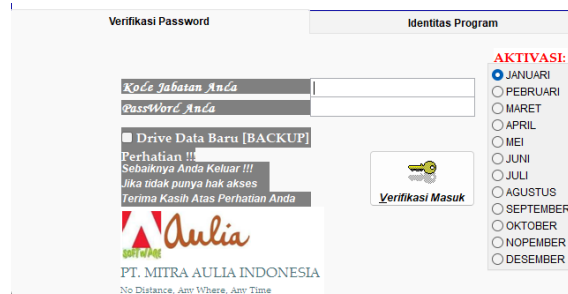 Verifikasi Password
Identitas Program
AKTIVASI:
JANUARI
PEBRUARI
MARET
APRIL
MEI
JUNI
JULI
AGUSTUS
SEPTEMBER
OKTOBER
NOPEMBER
DESEMBER
Kode Jabatan Anda
PassWord Anda
Drive Data Baru [BACKUP]
Perhatian !!!
Sebaiknya Anda Keluar !!!
Jika tidak punya hak akses
Terima Kasih Atas Perhatian Anda
Verifikasi Masuk
Aulia
SOFTWARE
PT. MITRA AULIA INDONESIA
No Distance, Any Where, Any Time